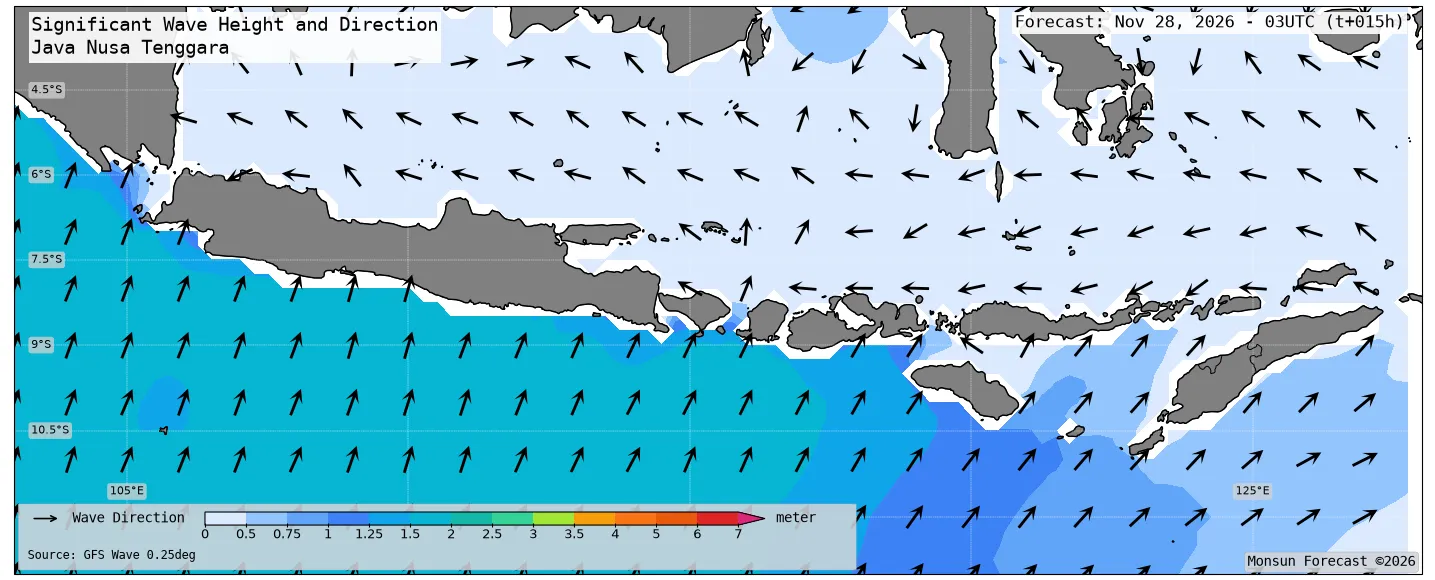 Significant Wave Height and Direction
Java Nusa Tenggara
Forecast: Nov 28, 2026 - 03UTC (t+015h)
4.5°S
6°S
7.5°S
9°S
10.5°S
105°E
125°E
Wave Direction
meter
0 0.5 0.75 1 1.25 1.5 2 2.5 3 3.5 4 5 6 7
Source: GFS Wave 0.25deg
Monsun Forecast ©2026